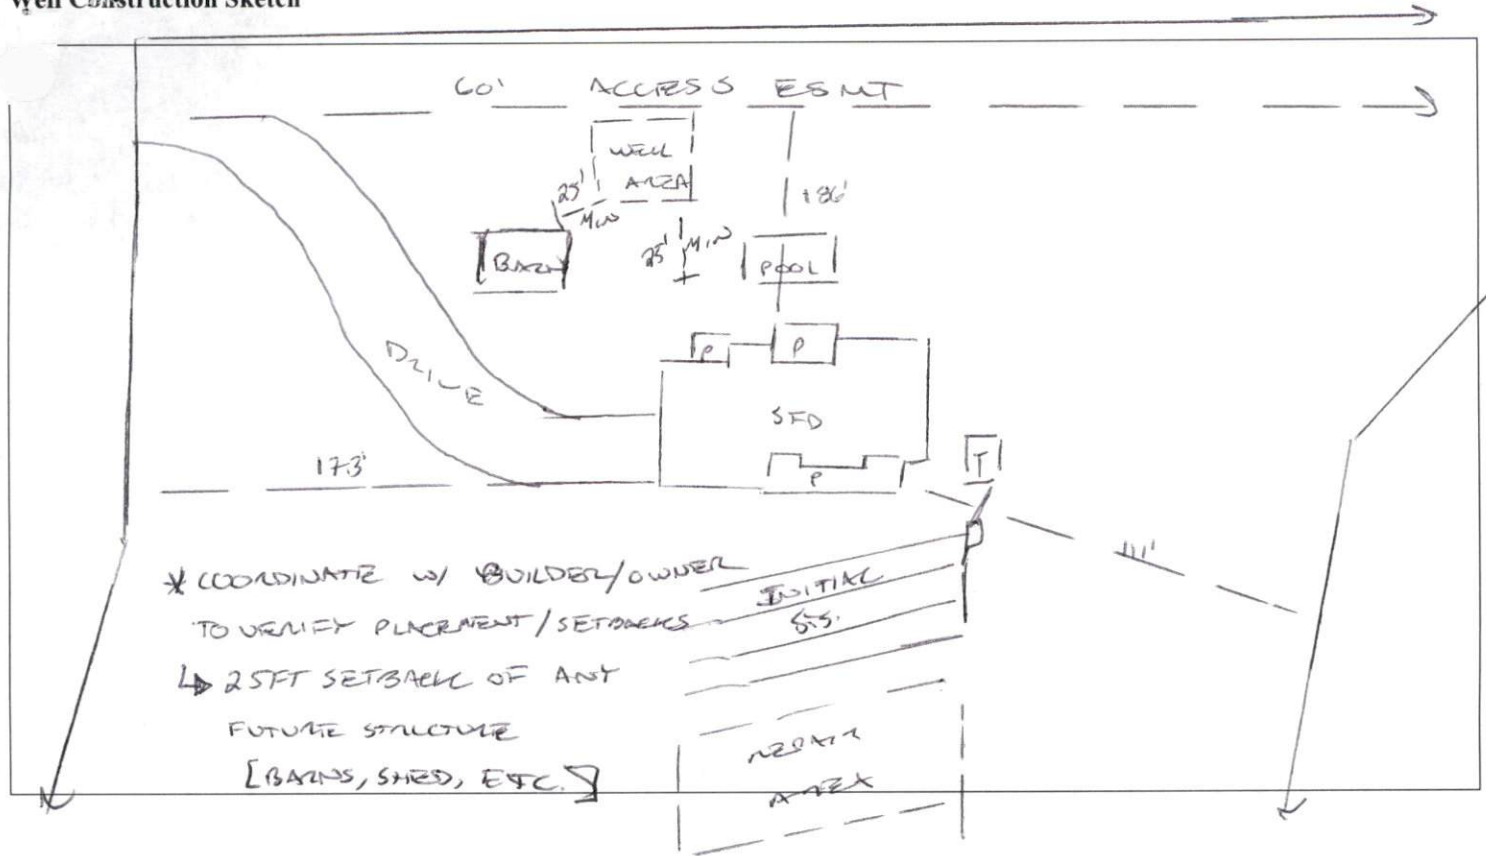 Well Construction Sketch
60' ACCESS ESMT
WELL
AREA
25'
MIN
+86'
BARN
25' MIN
POOL
P
P
DRIVE
SFD
173'
P
T
111'
* COORDINATE W/ BUILDER/OWNER
TO VERIFY PLACEMENT/SETBACKS
↳ 25FT SETBACK OF ANY
FUTURE STRUCTURE
[BARNS, SHED, ETC.]
INITIAL
REPAIR
AREA